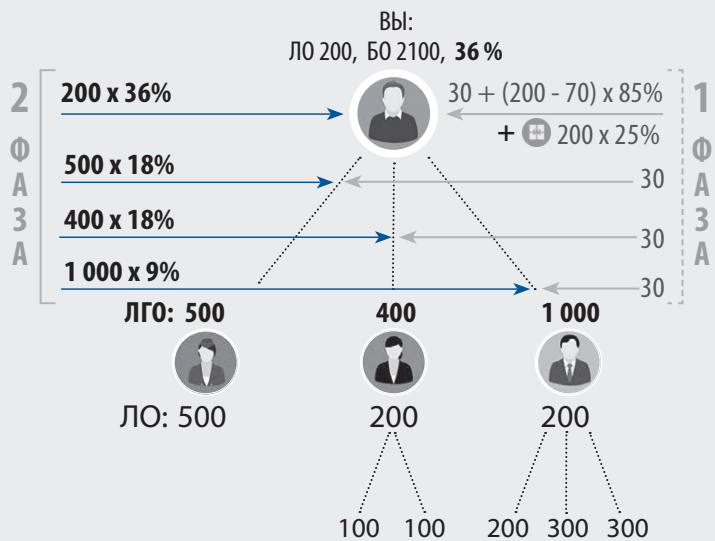 ВЫ:
ЛО 200, БО 2100, 36 %
2 ФАЗА
1 ФАЗА
200 x 36%
30 + (200 - 70) x 85%
+ 200 x 25%
500 x 18%
30
400 x 18%
30
1 000 x 9%
30
ЛГО: 500 400 1 000
ЛО: 500 200 200
100 100 200 300 300